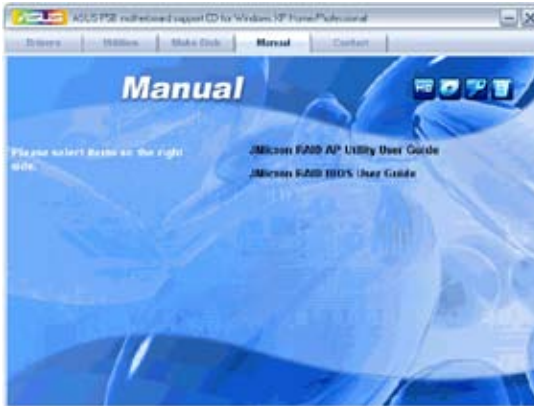 ASUS
ASUS P5B motherboard support CD for Windows XP Home/Professional
Drivers
Utilities
Make Disk
Manual
Contact
Manual
Please select items on the right
side.
JMicron RAID AP Utility User Guide
JMicron RAID BIOS User Guide